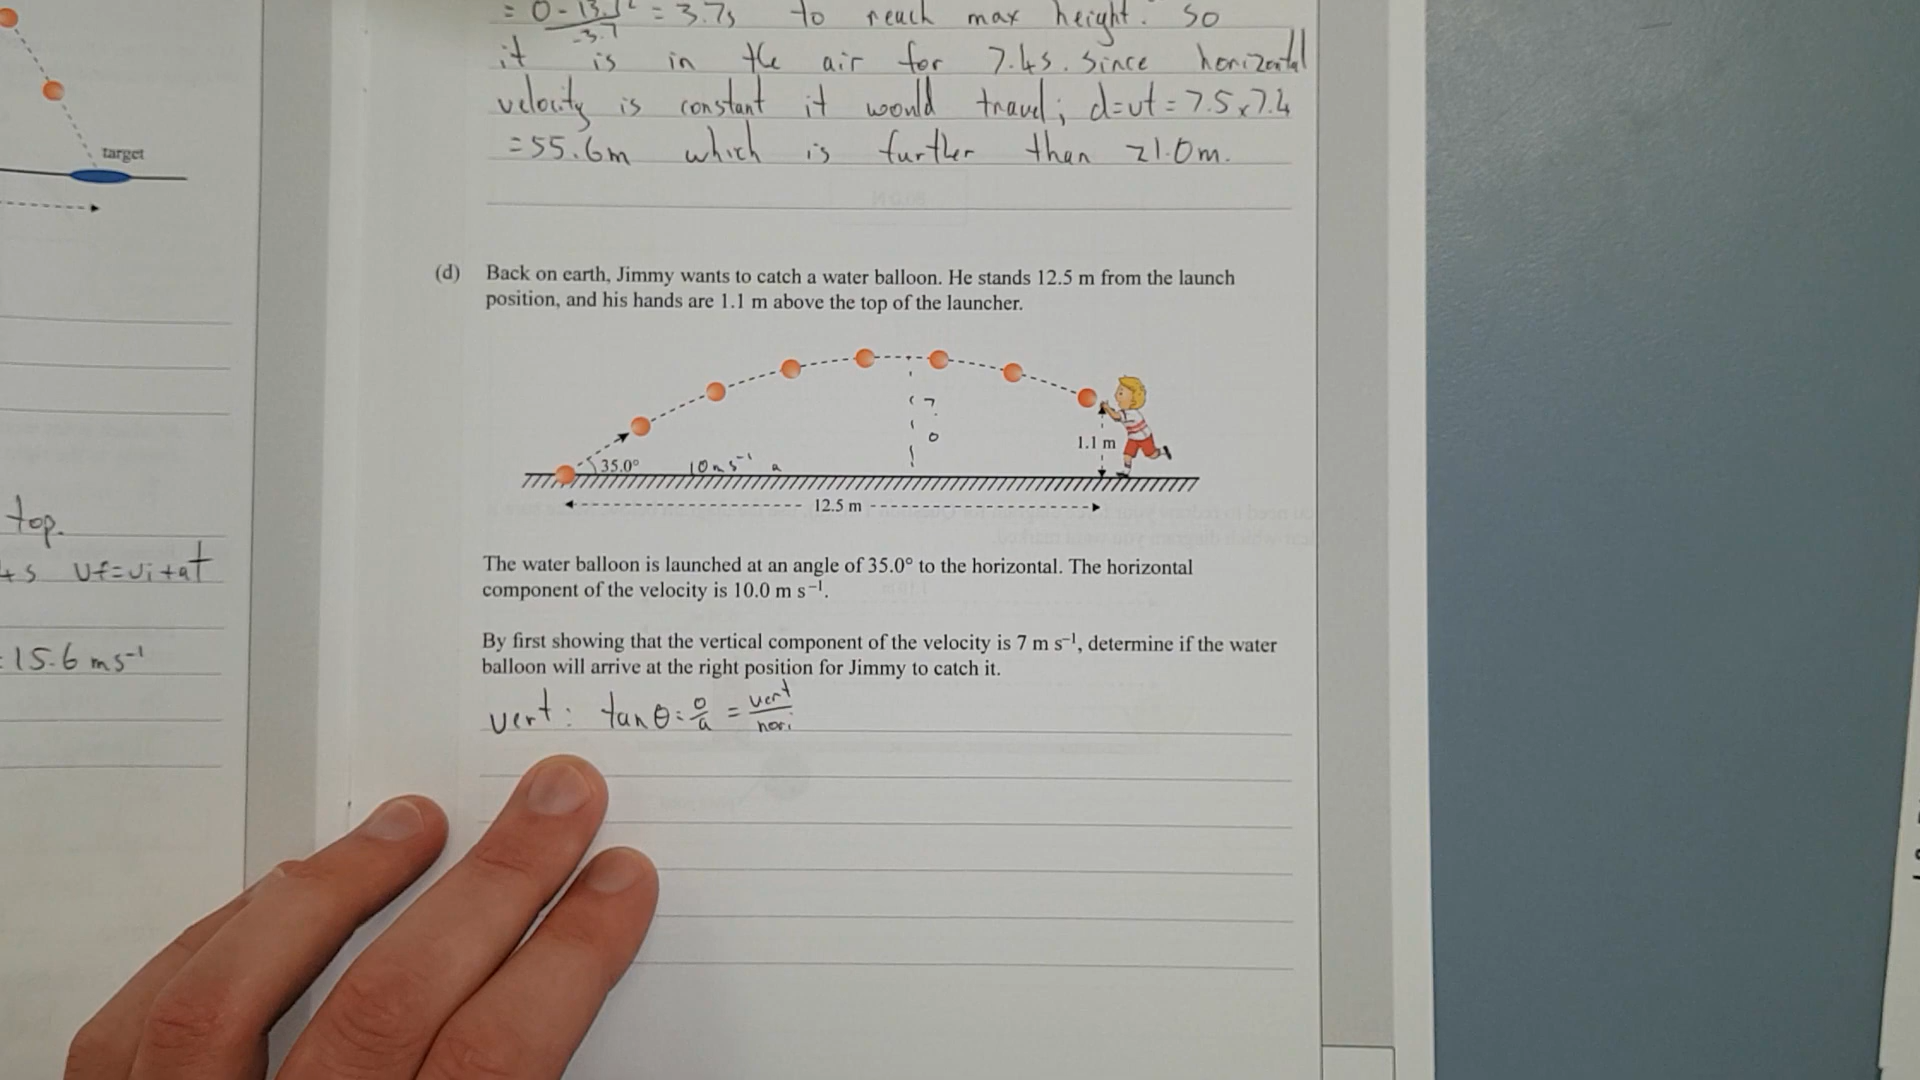 = 0 - 13.5² = 3.7s to reach max height. So
-3.7
it is in the air for 7.4s. Since horizontal
velocity is constant it would travel; d=vt = 7.5 x 7.4
= 55.6m which is further than 21.0m.
target
(d) Back on earth, Jimmy wants to catch a water balloon. He stands 12.5 m from the launch
position, and his hands are 1.1 m above the top of the launcher.
1.1 m
35.0° 10ms⁻¹ a
o
12.5 m
top.
4s vf=vi+at
= 15.6 ms⁻¹
The water balloon is launched at an angle of 35.0° to the horizontal. The horizontal
component of the velocity is 10.0 m s⁻¹.
By first showing that the vertical component of the velocity is 7 m s⁻¹, determine if the water
balloon will arrive at the right position for Jimmy to catch it.
vert: tanθ = o/a = vert/hori